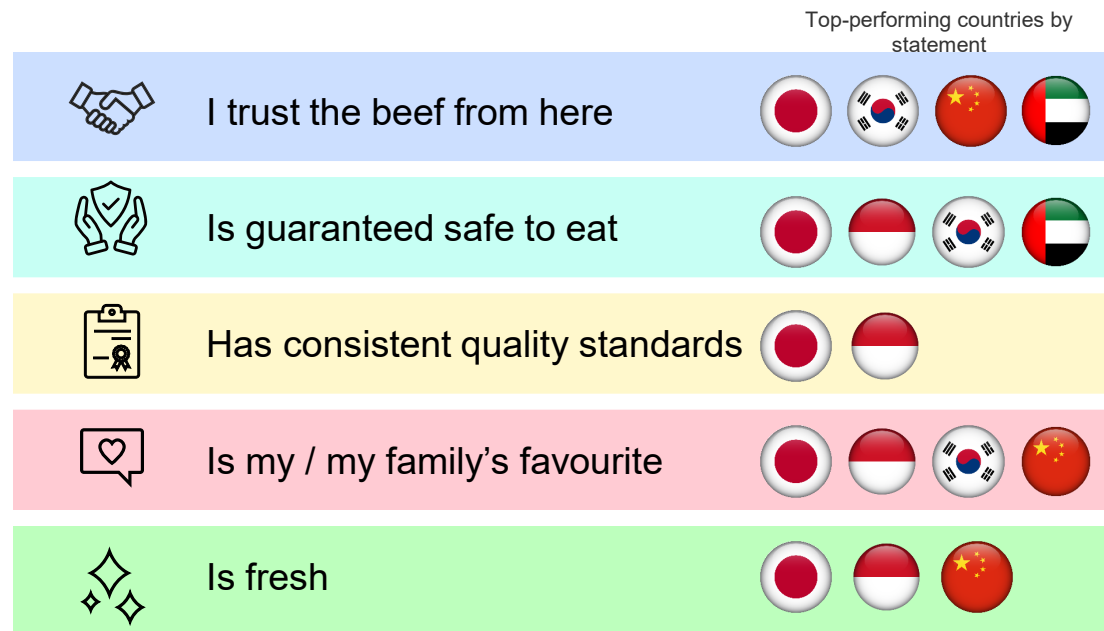 Top-performing countries by
statement
I trust the beef from here
Is guaranteed safe to eat
Has consistent quality standards
Is my / my family’s favourite
Is fresh